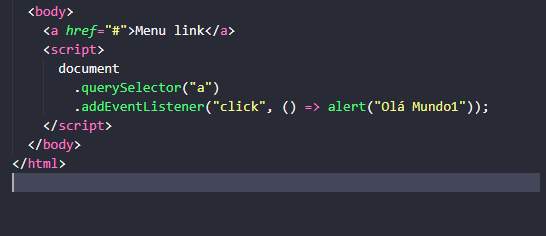 <body>
<a href="#">Menu link</a>
<script>
document
.querySelector("a")
.addEventListener("click", () => alert("Olá Mundo1"));
</script>
</body>
</html>